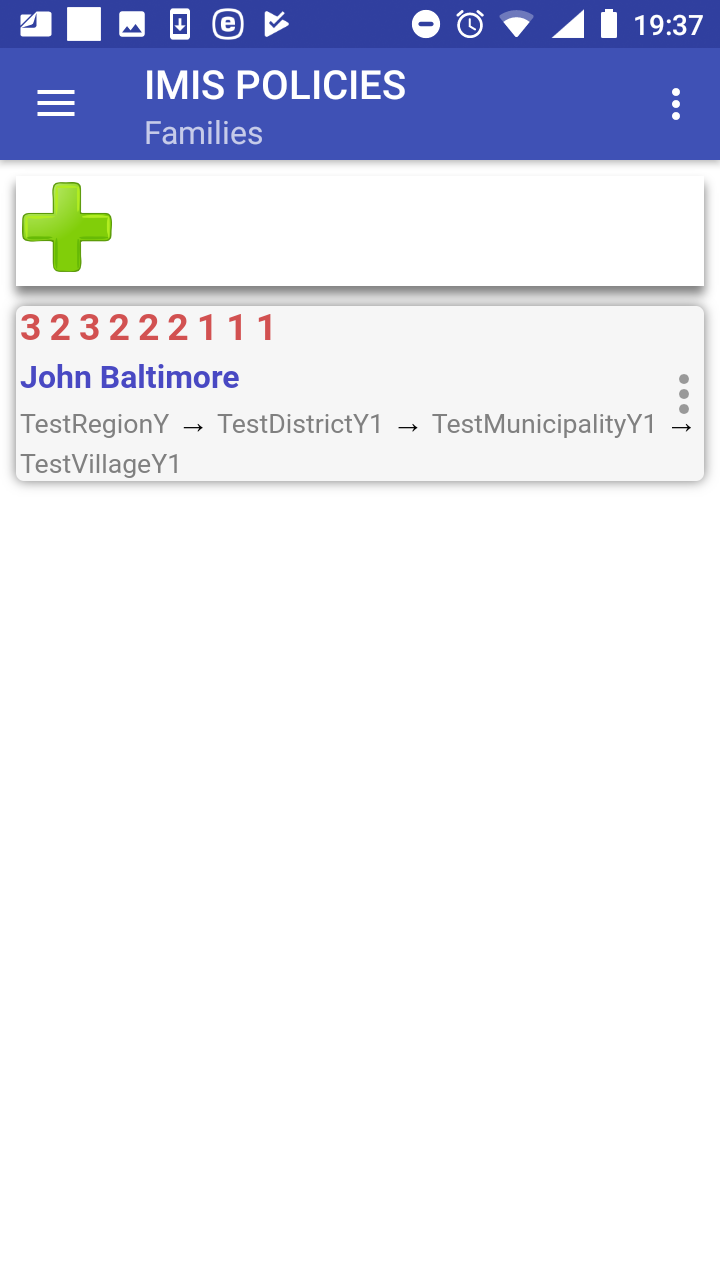 19:37
IMIS POLICIES
Families
3 2 3 2 2 2 1 1 1
John Baltimore
TestRegionY → TestDistrictY1 → TestMunicipalityY1 →
TestVillageY1